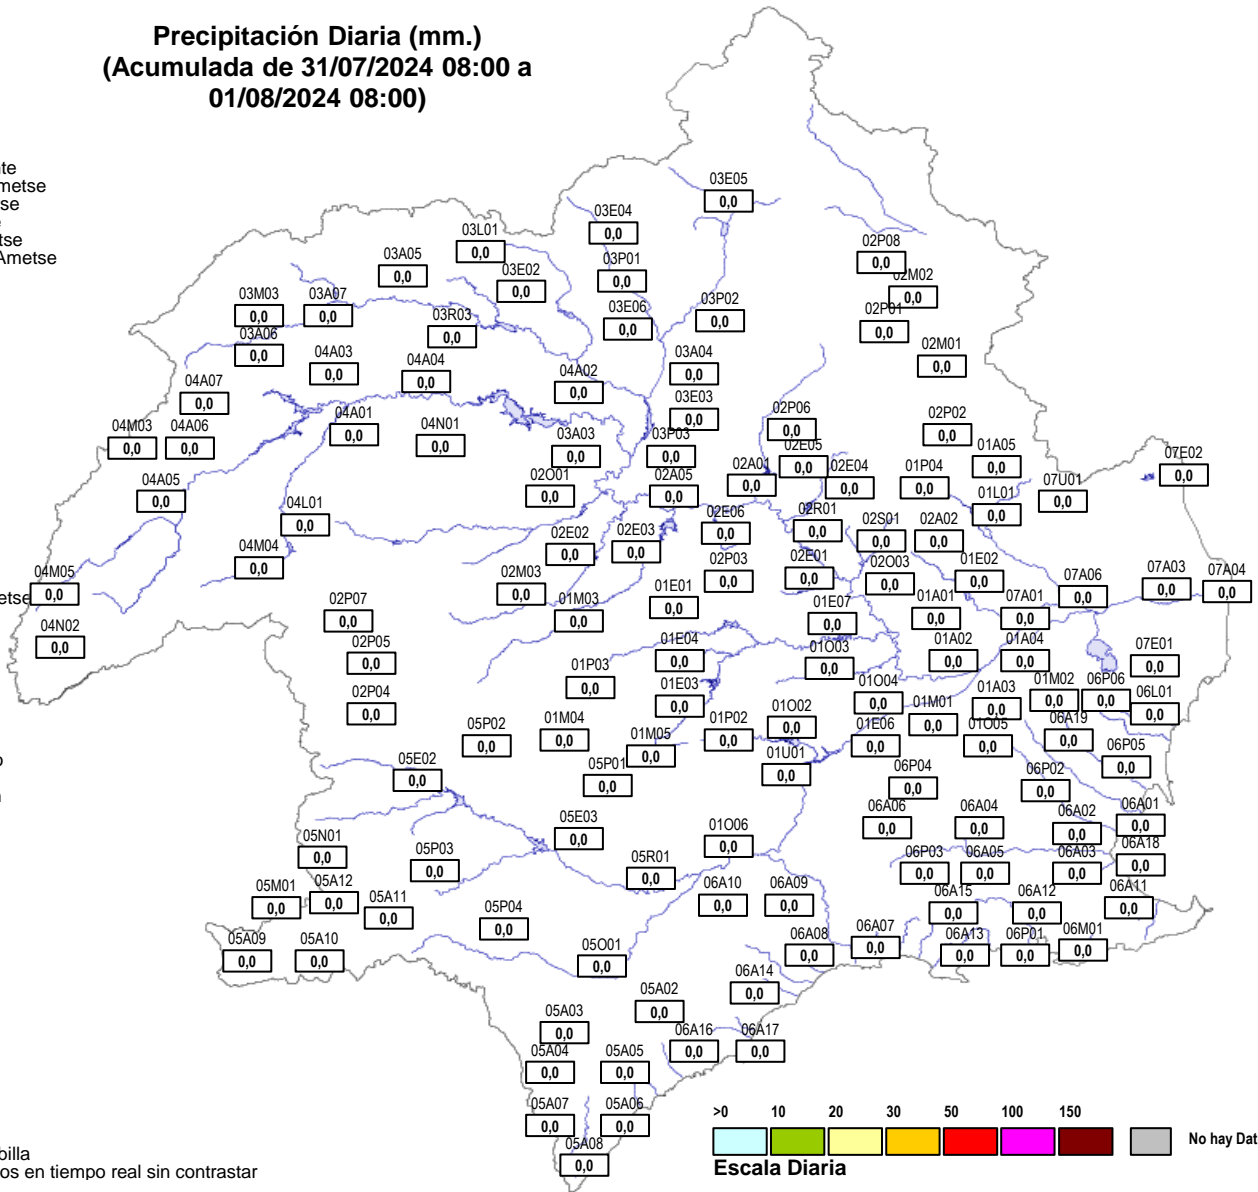 Precipitación Diaria (mm.)
(Acumulada de 31/07/2024 08:00 a
01/08/2024 08:00)
nte
metse
se
tse
Ametse
03E05
0,0
03E04
0,0
03L01
0,0
02P08
0,0
03A05
0,0
03P01
0,0
03E02
0,0
02M02
0,0
03M03
0,0
03A07
0,0
03P02
0,0
03E06
0,0
02P01
0,0
03R03
0,0
03A06
0,0
02M01
0,0
04A03
0,0
03A04
0,0
04A04
0,0
04A02
0,0
04A07
0,0
03E03
0,0
02P06
0,0
04A01
0,0
02P02
0,0
04M03
0,0
04A06
0,0
04N01
0,0
03A03
0,0
03P03
0,0
02E05
0,0
01A05
0,0
07E02
0,0
02A01
0,0
02E04
0,0
01P04
0,0
02O01
0,0
02A05
0,0
04A05
0,0
07U01
0,0
01L01
0,0
04L01
0,0
02R01
0,0
02E06
0,0
02S01
0,0
02A02
0,0
02E03
0,0
02E02
0,0
04M04
0,0
02P03
0,0
02E01
0,0
02O03
0,0
01E02
0,0
07A03
0,0
07A04
0,0
04M05
0,0
etse
02M03
0,0
07A06
0,0
01E01
0,0
02P07
0,0
01M03
0,0
01E07
0,0
01A01
0,0
07A01
0,0
04N02
0,0
02P05
0,0
01E04
0,0
01O03
0,0
01A02
0,0
01A04
0,0
07E01
0,0
01P03
0,0
01E03
0,0
01O04
0,0
01M02
0,0
06P06
0,0
02P04
0,0
01A03
0,0
06L01
0,0
01M01
0,0
01O02
0,0
05P02
0,0
01M04
0,0
01P02
0,0
01E06
0,0
01O05
0,0
06A19
0,0
01M05
0,0
06P05
0,0
05E02
0,0
01U01
0,0
05P01
0,0
06P04
0,0
06P02
0,0
06A01
0,0
06A06
0,0
06A04
0,0
06A02
0,0
05E03
0,0
01O06
0,0
05N01
0,0
06A18
0,0
05P03
0,0
05R01
0,0
06P03
0,0
06A05
0,0
06A03
0,0
05M01
0,0
05A12
0,0
05A11
0,0
06A10
0,0
06A09
0,0
06A15
0,0
06A12
0,0
06A11
0,0
05P04
0,0
06A07
0,0
06A08
0,0
06A13
0,0
06P01
0,0
06M01
0,0
05A09
0,0
05A10
0,0
05O01
0,0
06A14
0,0
05A02
0,0
05A03
0,0
06A16
0,0
06A17
0,0
05A04
0,0
05A05
0,0
05A07
0,0
05A06
0,0
05A08
0,0
>0 10 20 30 50 100 150
No hay Dat
Escala Diaria
billa
os en tiempo real sin contrastar